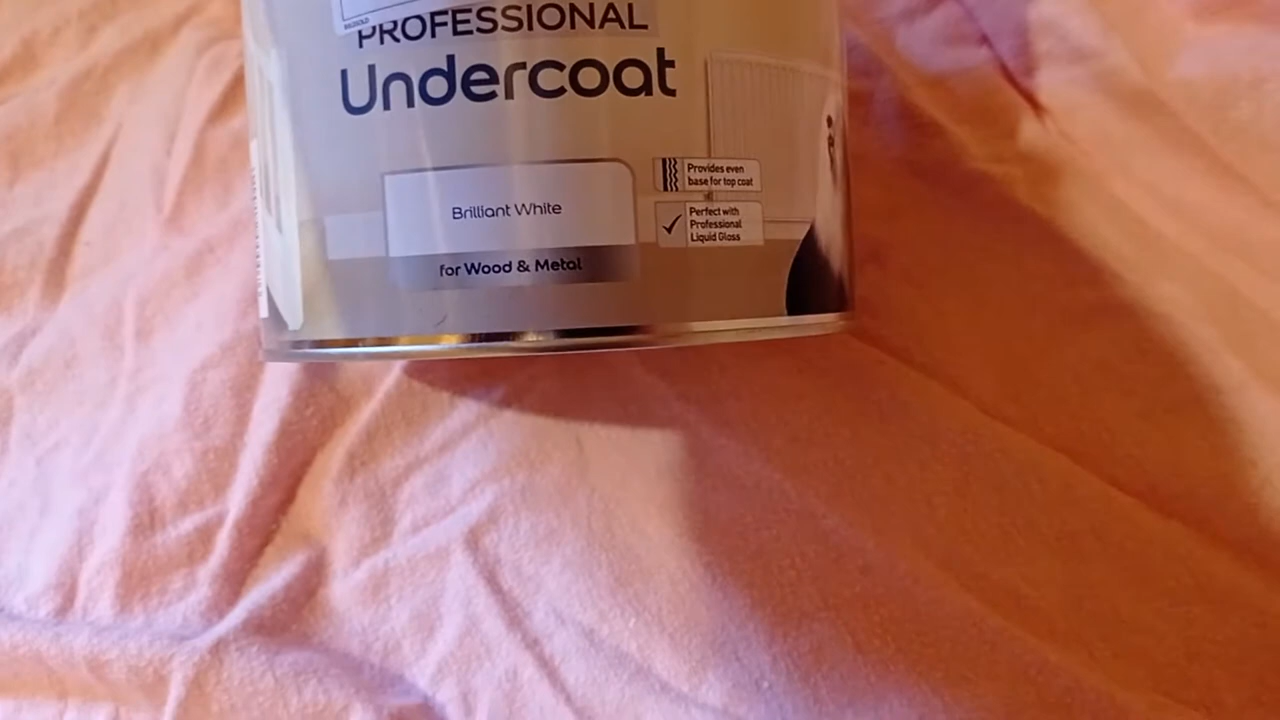 PROFESSIONAL
Undercoat
Provides even
base for top coat
Brilliant White
Perfect with
Professional
Liquid Gloss
for Wood & Metal